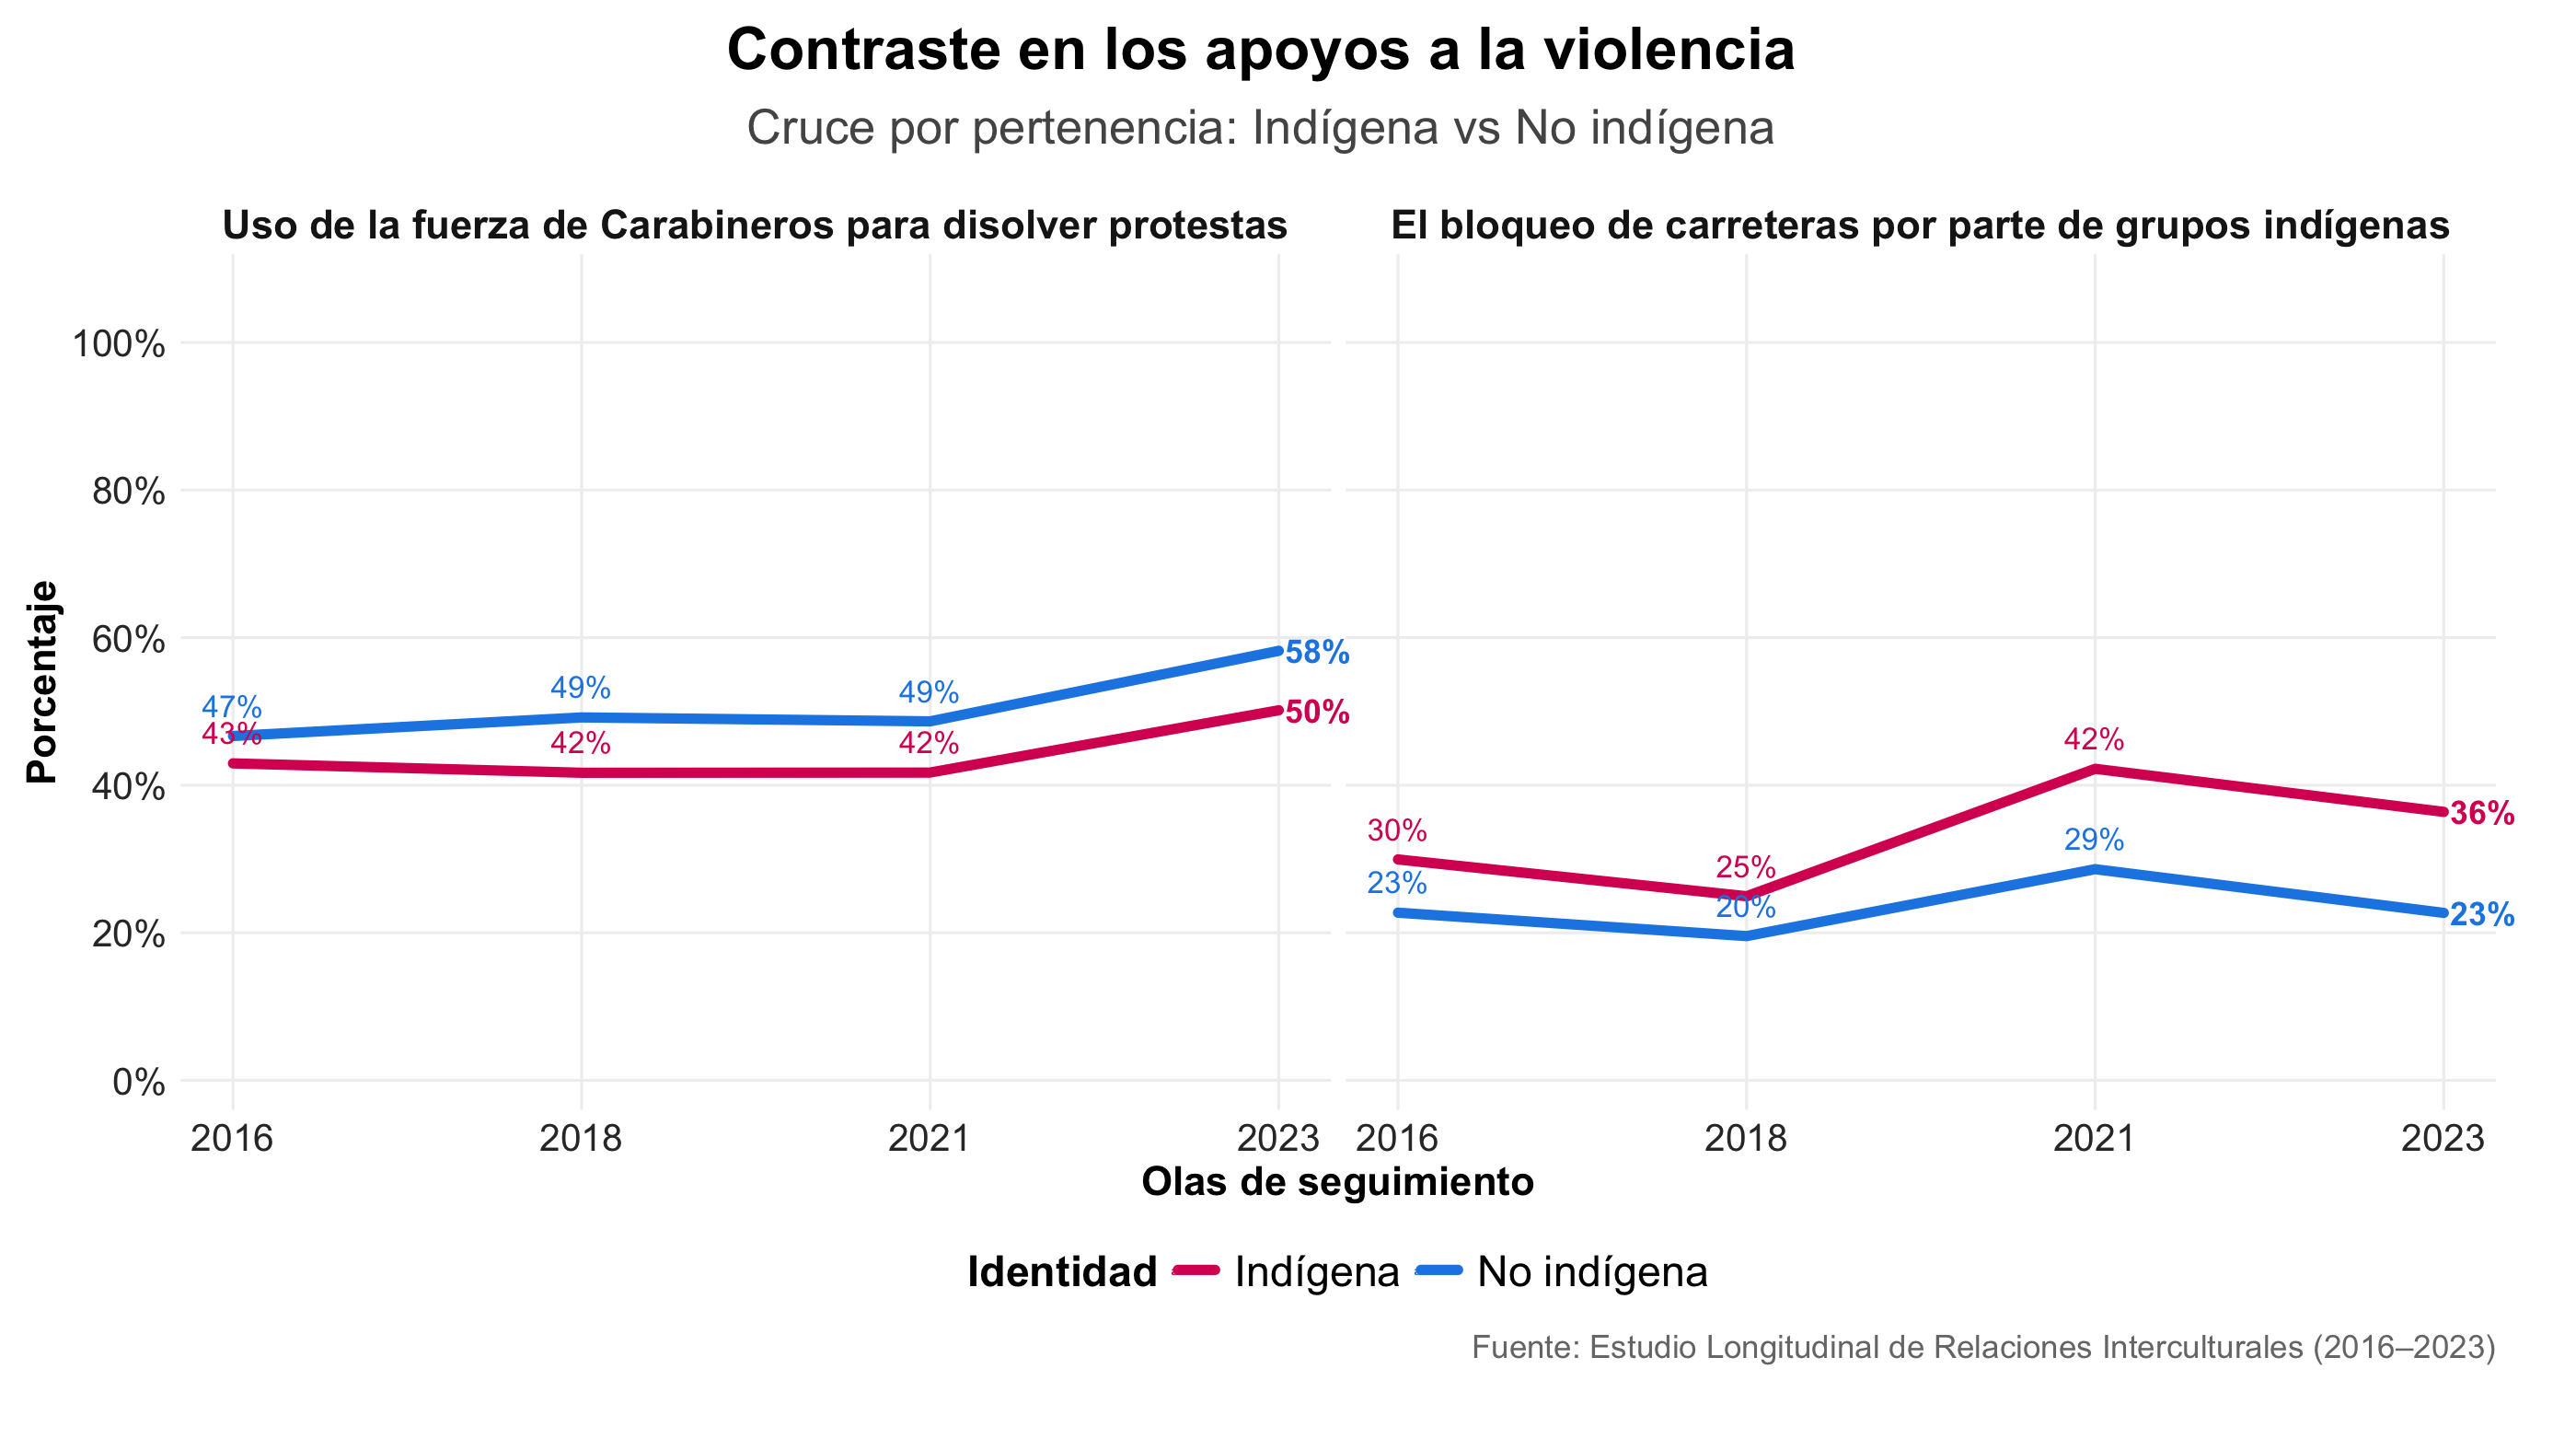 Contraste en los apoyos a la violencia
Cruce por pertenencia: Indígena vs No indígena
Uso de la fuerza de Carabineros para disolver protestas
El bloqueo de carreteras por parte de grupos indígenas
Porcentaje
100%
80%
60%
40%
20%
0%
47%
43%
49%
42%
49%
42%
58%
50%
30%
23%
25%
20%
42%
29%
36%
23%
2016 2018 2021 2023
2016 2018 2021 2023
Olas de seguimiento
Identidad Indígena No indígena
Fuente: Estudio Longitudinal de Relaciones Interculturales (2016–2023)